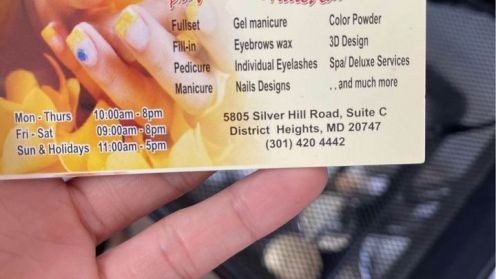 Fullset Gel manicure Color Powder
Fill-in Eyebrows wax 3D Design
Pedicure Individual Eyelashes Spa/ Deluxe Services
Manicure Nails Designs . . and much more
Mon - Thurs 10:00am - 8pm
Fri - Sat 09:00am - 8pm
Sun & Holidays 11:00am - 5pm
5805 Silver Hill Road, Suite C
District Heights, MD 20747
(301) 420 4442